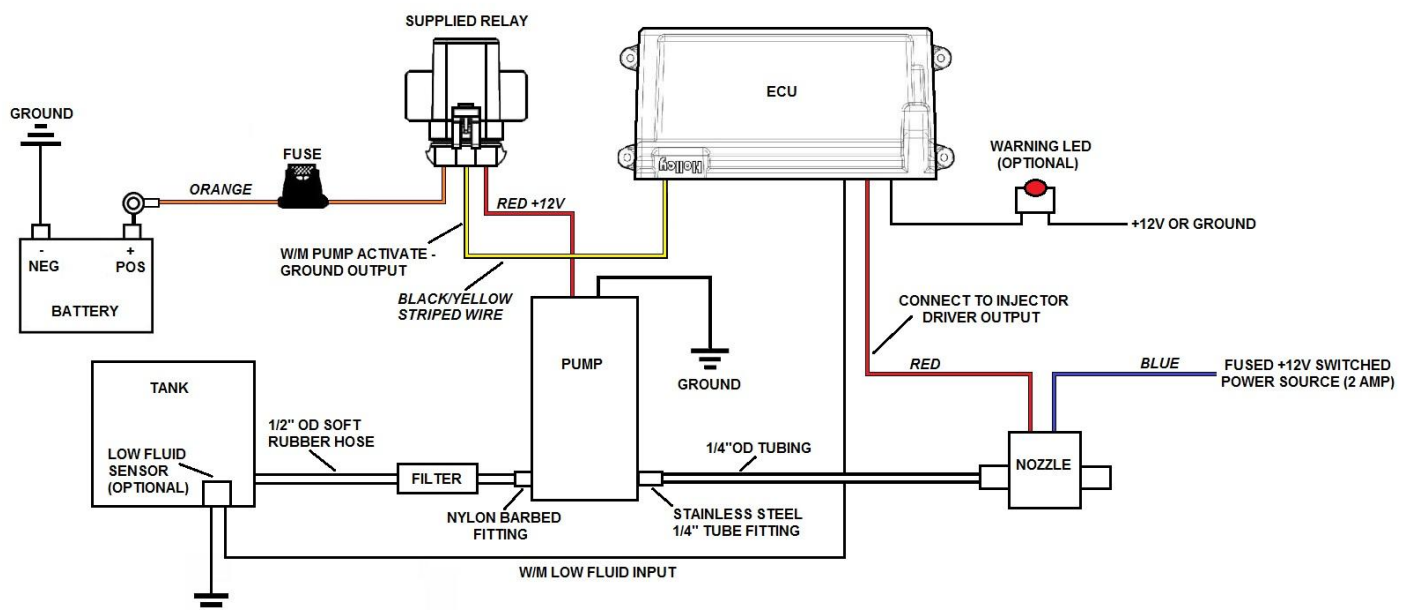 SUPPLIED RELAY
ECU
Holley
GROUND
FUSE
WARNING LED
(OPTIONAL)
ORANGE
RED +12V
+12V OR GROUND
-
+
NEG
POS
BATTERY
W/M PUMP ACTIVATE -
GROUND OUTPUT
BLACK/YELLOW
STRIPED WIRE
CONNECT TO INJECTOR
DRIVER OUTPUT
PUMP
GROUND
RED
BLUE
FUSED +12V SWITCHED
POWER SOURCE (2 AMP)
TANK
1/2" OD SOFT
RUBBER HOSE
LOW FLUID
SENSOR
(OPTIONAL)
FILTER
1/4"OD TUBING
NOZZLE
NYLON BARBED
FITTING
STAINLESS STEEL
1/4" TUBE FITTING
W/M LOW FLUID INPUT